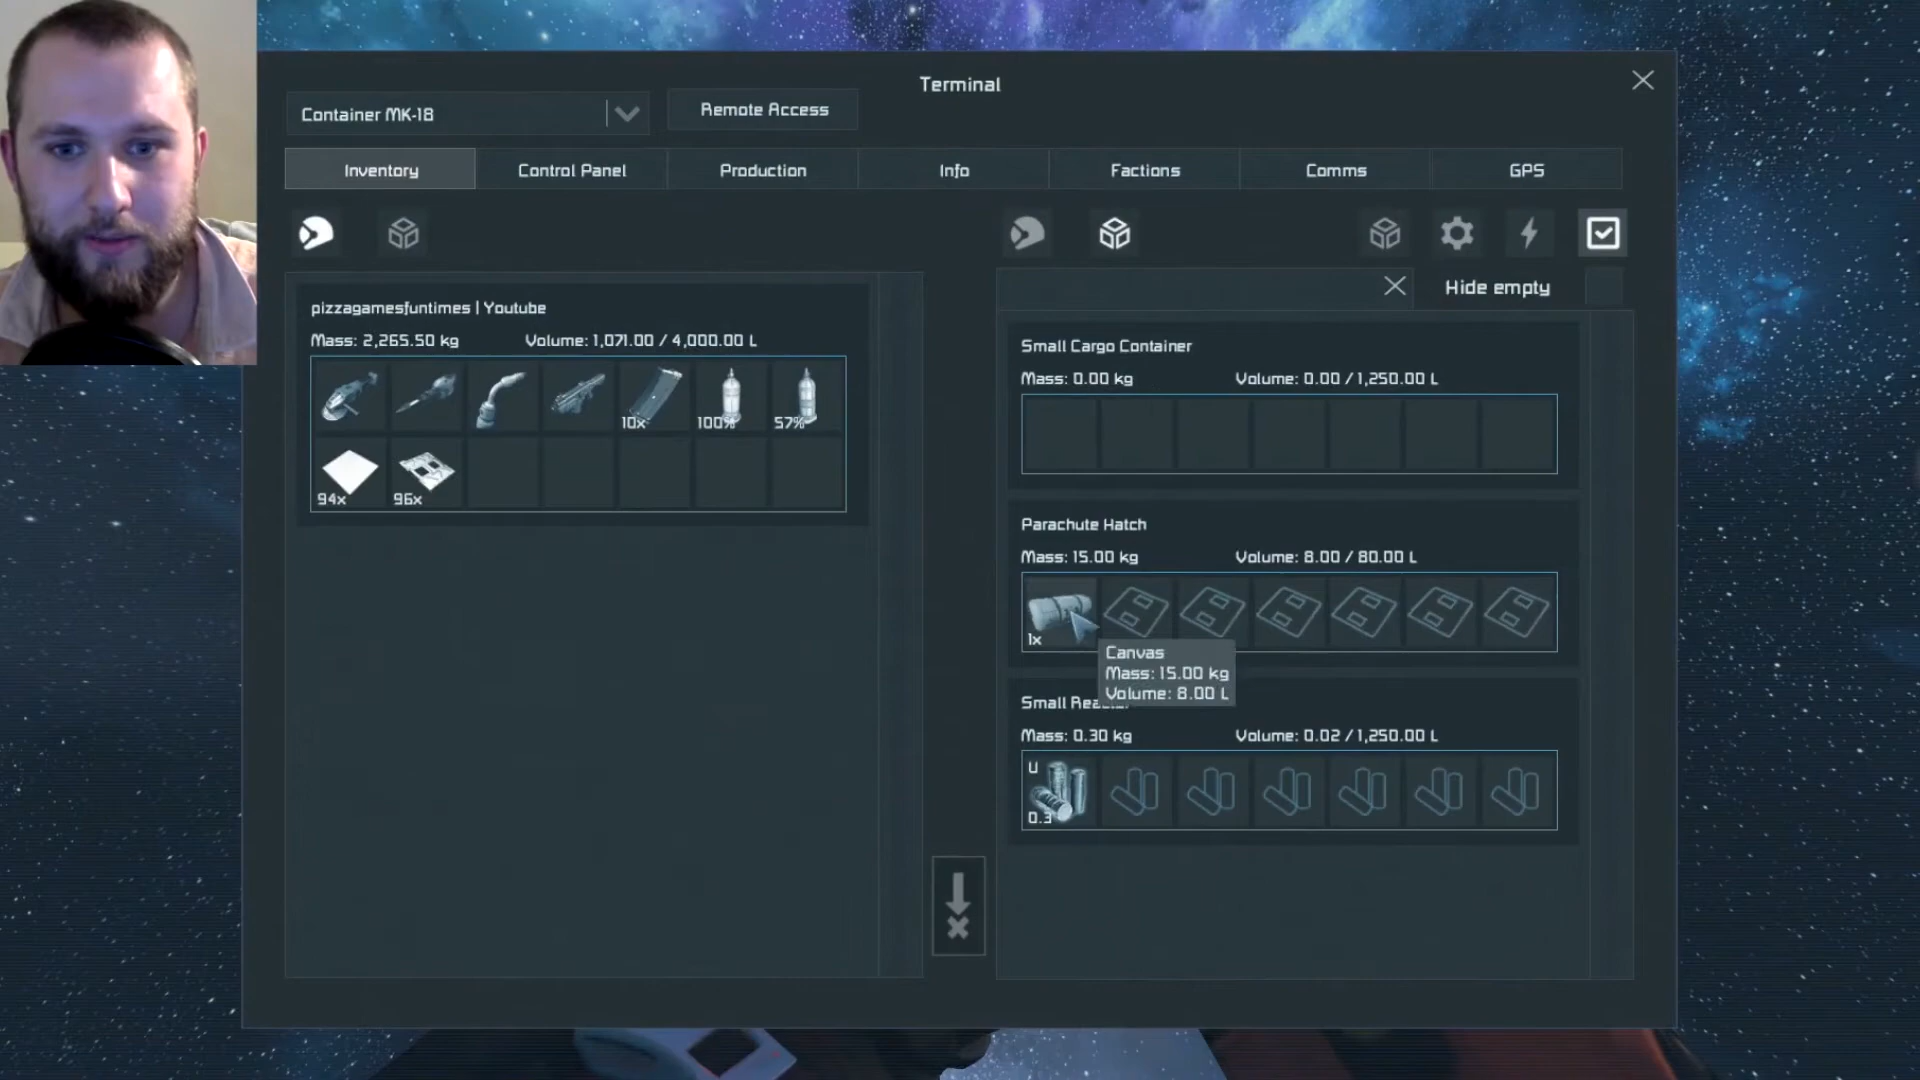 Terminal
Container MK-18
Remote Access
Inventory
Control Panel
Production
Info
Factions
Comms
GPS
Hide empty
pizzagamesfuntimes | Youtube
Mass: 2,265.50 kg
Volume: 1,071.00 / 4,000.00 L
10x
100%
57%
94x
96x
Small Cargo Container
Mass: 0.00 kg
Volume: 0.00 / 1,250.00 L
Parachute Hatch
Mass: 15.00 kg
Volume: 8.00 / 80.00 L
1x
Canvas
Mass: 15.00 kg
Volume: 8.00 L
Small
Mass: 0.30 kg
Volume: 0.02 / 1,250.00 L
U
0.3